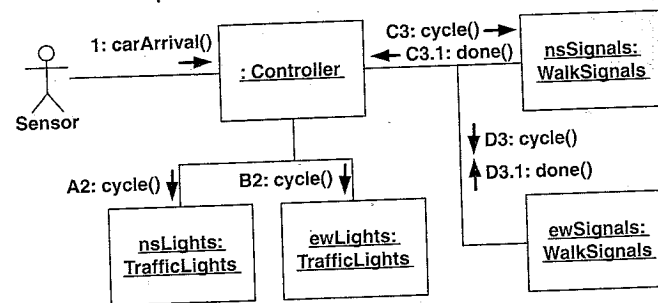 1: carArrival()
Sensor
: Controller
C3: cycle()
C3.1: done()
nsSignals:
WalkSignals
D3: cycle()
D3.1: done()
A2: cycle()
B2: cycle()
nsLights:
TrafficLights
ewLights:
TrafficLights
ewSignals:
WalkSignals